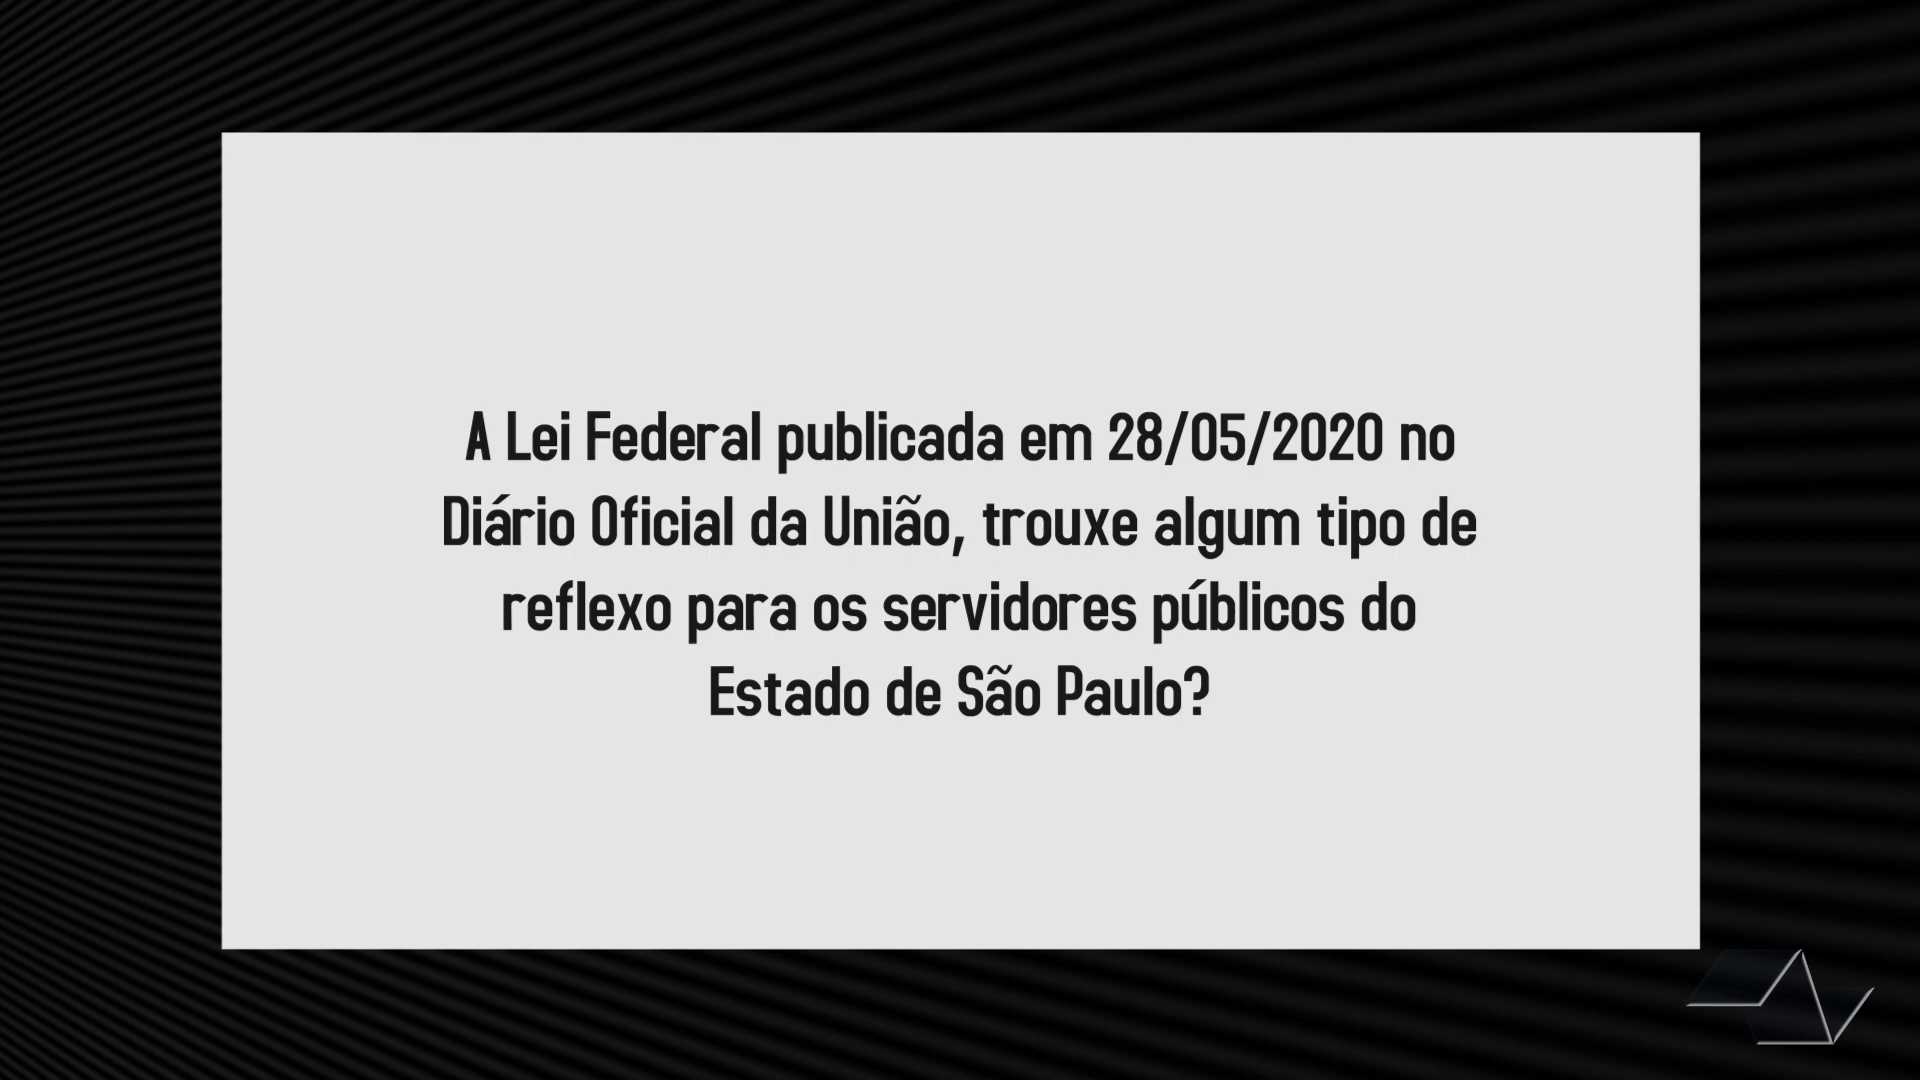 A Lei Federal publicada em 28/05/2020 no
Diário Oficial da União, trouxe algum tipo de
reflexo para os servidores públicos do
Estado de São Paulo?